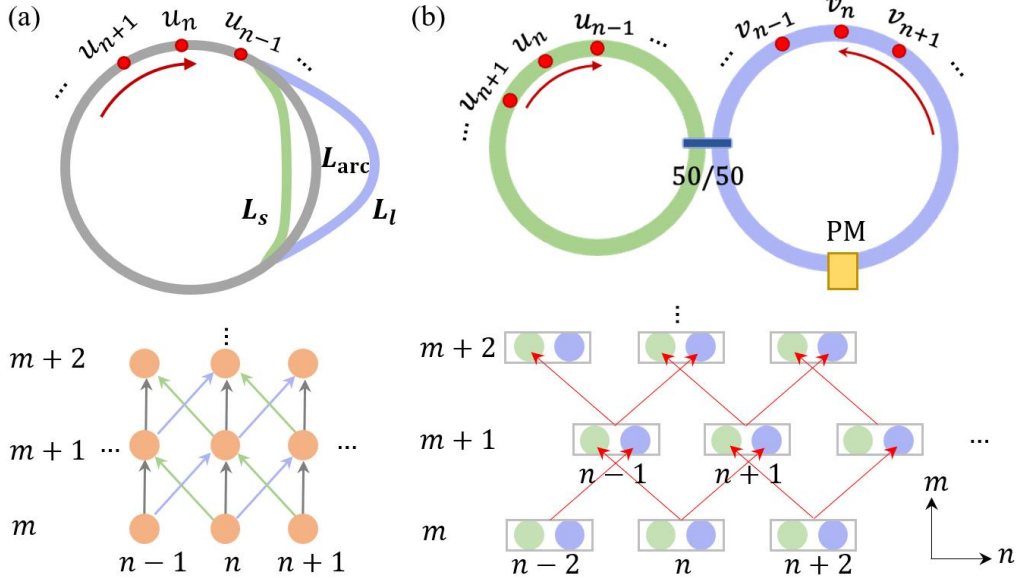 (a)
... u_{n+1} u_n u_{n-1} ...
L_arc
L_s L_l
m + 2
...
m + 1 ... ...
m
n − 1 n n + 1
(b)
... u_{n+1} u_n u_{n-1} ...
... v_{n-1} v_n v_{n+1} ...
50/50
PM
...
m + 2
m + 1 ...
n − 1 n + 1
m
n − 2 n n + 2
m
n